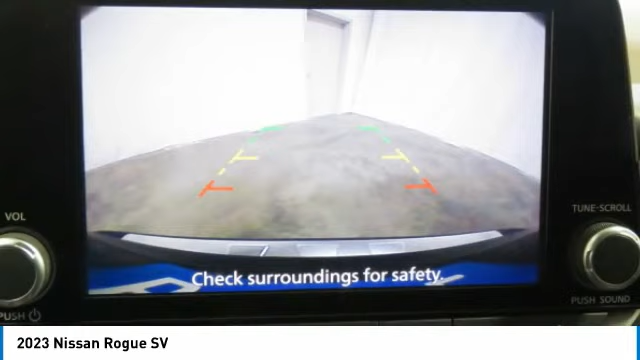 VOL
TUNE-SCROLL
Check surroundings for safety.
PUSH
PUSH SOUND
2023 Nissan Rogue SV